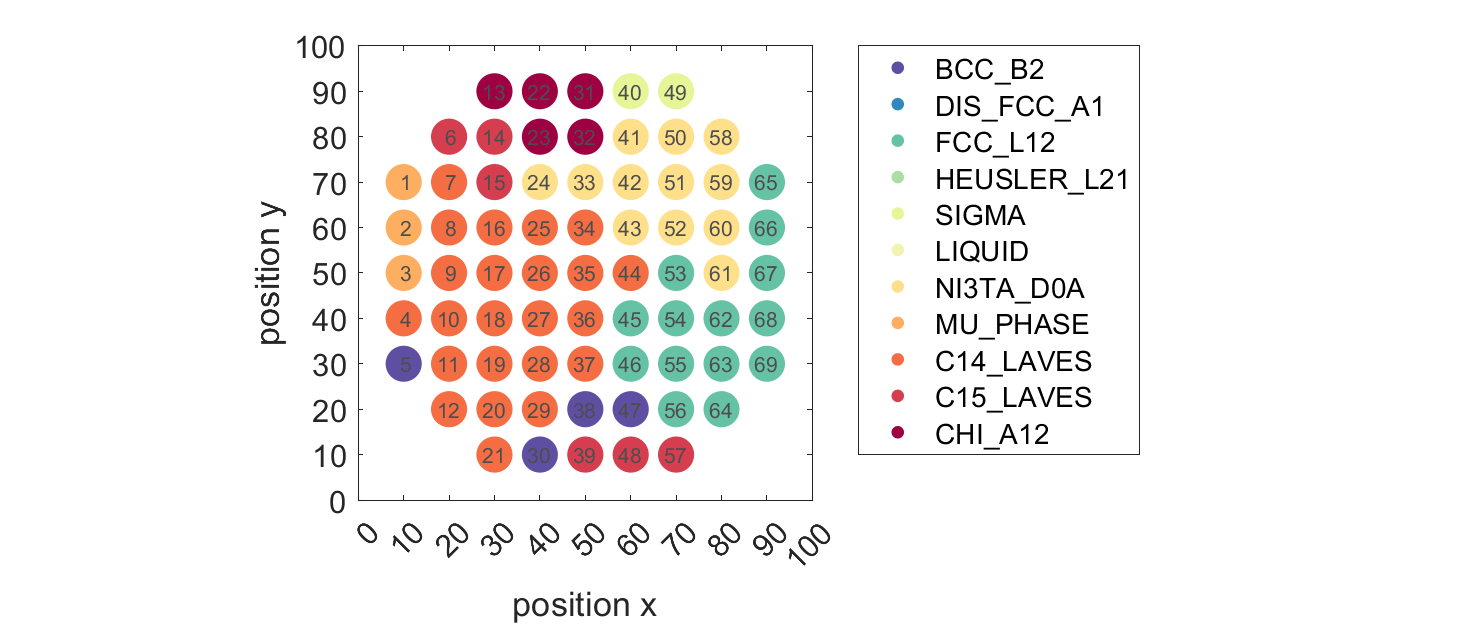 100
90
80
70
60
50
40
30
20
10
0
position y
13 22 31 40 49
6 14 23 32 41 50 58
1 7 15 24 33 42 51 59 65
2 8 16 25 34 43 52 60 66
3 9 17 26 35 44 53 61 67
4 10 18 27 36 45 54 62 68
5 11 19 28 37 46 55 63 69
12 20 29 38 47 56 64
21 30 39 48 57
0 10 20 30 40 50 60 70 80 90 100
position x
BCC_B2
DIS_FCC_A1
FCC_L12
HEUSLER_L21
SIGMA
LIQUID
NI3TA_D0A
MU_PHASE
C14_LAVES
C15_LAVES
CHI_A12